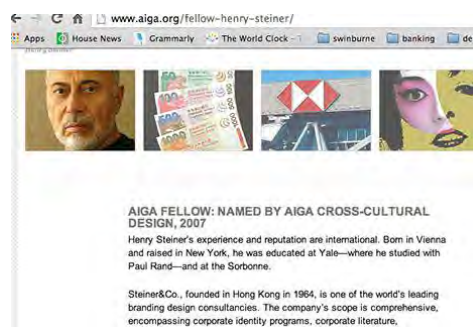 www.aiga.org/fellow-henry-steiner/
Apps House News Grammarly The World Clock - T swinburne banking de
Henry Steiner
AIGA FELLOW: NAMED BY AIGA CROSS-CULTURAL
DESIGN, 2007
Henry Steiner's experience and reputation are international. Born in Vienna
and raised in New York, he was educated at Yale—where he studied with
Paul Rand—and at the Sorbonne.
Steiner&Co., founded in Hong Kong in 1964, is one of the world's leading
branding design consultancies. The company's scope is comprehensive,
encompassing corporate identity programs, corporate literature,